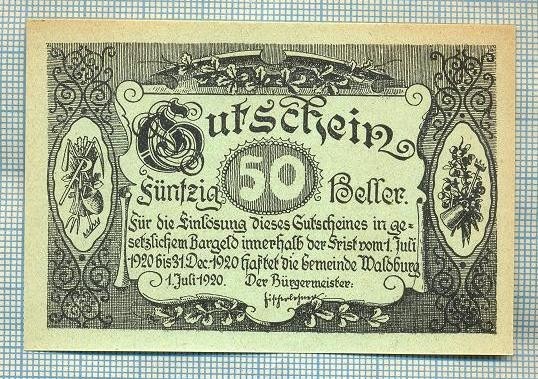 Gutschein
Fünfzig 50 Heller.
Für die Einlösung dieses Gutscheines in ge-
setzlichem Bargeld innerhalb der Frist vom 1. Juli
1920 bis 31. Dez. 1920 haftet die Gemeinde Waldburg
1. Juli 1920. Der Bürgermeister: